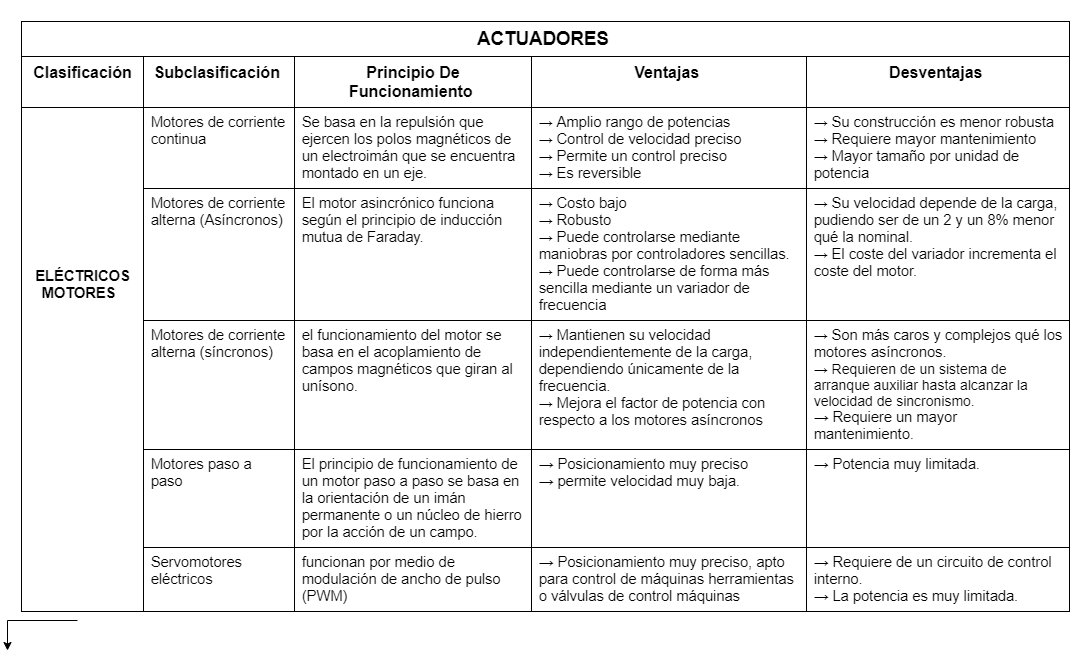 ACTUADORES
Clasificación
Subclasificación
Principio De
Funcionamiento
Ventajas
Desventajas
ELÉCTRICOS
MOTORES
Motores de corriente
continua
Se basa en la repulsión que
ejercen los polos magnéticos de
un electroimán que se encuentra
montado en un eje.
→ Amplio rango de potencias
→ Control de velocidad preciso
→ Permite un control preciso
→ Es reversible
→ Su construcción es menor robusta
→ Requiere mayor mantenimiento
→ Mayor tamaño por unidad de
potencia
Motores de corriente
alterna (Asíncronos)
El motor asincrónico funciona
según el principio de inducción
mutua de Faraday.
→ Costo bajo
→ Robusto
→ Puede controlarse mediante
maniobras por controladores sencillas.
→ Puede controlarse de forma más
sencilla mediante un variador de
frecuencia
→ Su velocidad depende de la carga,
pudiendo ser de un 2 y un 8% menor
qué la nominal.
→ El coste del variador incrementa el
coste del motor.
Motores de corriente
alterna (síncronos)
el funcionamiento del motor se
basa en el acoplamiento de
campos magnéticos que giran al
unísono.
→ Mantienen su velocidad
independientemente de la carga,
dependiendo únicamente de la
frecuencia.
→ Mejora el factor de potencia con
respecto a los motores asíncronos
→ Son más caros y complejos qué los
motores asíncronos.
→ Requieren de un sistema de
arranque auxiliar hasta alcanzar la
velocidad de sincronismo.
→ Requiere un mayor
mantenimiento.
Motores paso a
paso
El principio de funcionamiento de
un motor paso a paso se basa en
la orientación de un imán
permanente o un núcleo de hierro
por la acción de un campo.
→ Posicionamiento muy preciso
→ permite velocidad muy baja.
→ Potencia muy limitada.
Servomotores
eléctricos
funcionan por medio de
modulación de ancho de pulso
(PWM)
→ Posicionamiento muy preciso, apto
para control de máquinas herramientas
o válvulas de control máquinas
→ Requiere de un circuito de control
interno.
→ La potencia es muy limitada.